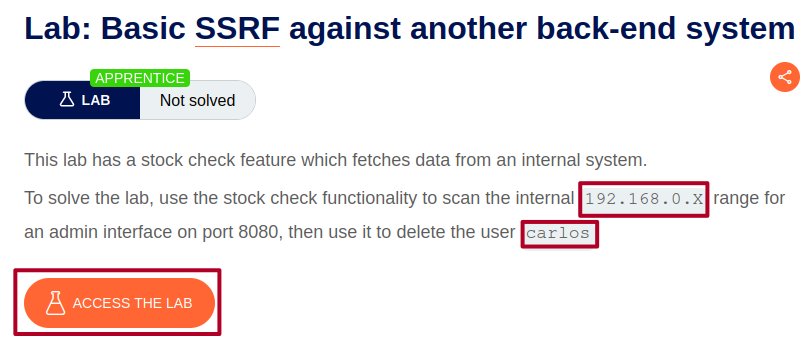 Lab: Basic SSRF against another back-end system
APPRENTICE
LAB
Not solved
This lab has a stock check feature which fetches data from an internal system.
To solve the lab, use the stock check functionality to scan the internal 192.168.0.X range for
an admin interface on port 8080, then use it to delete the user carlos
ACCESS THE LAB